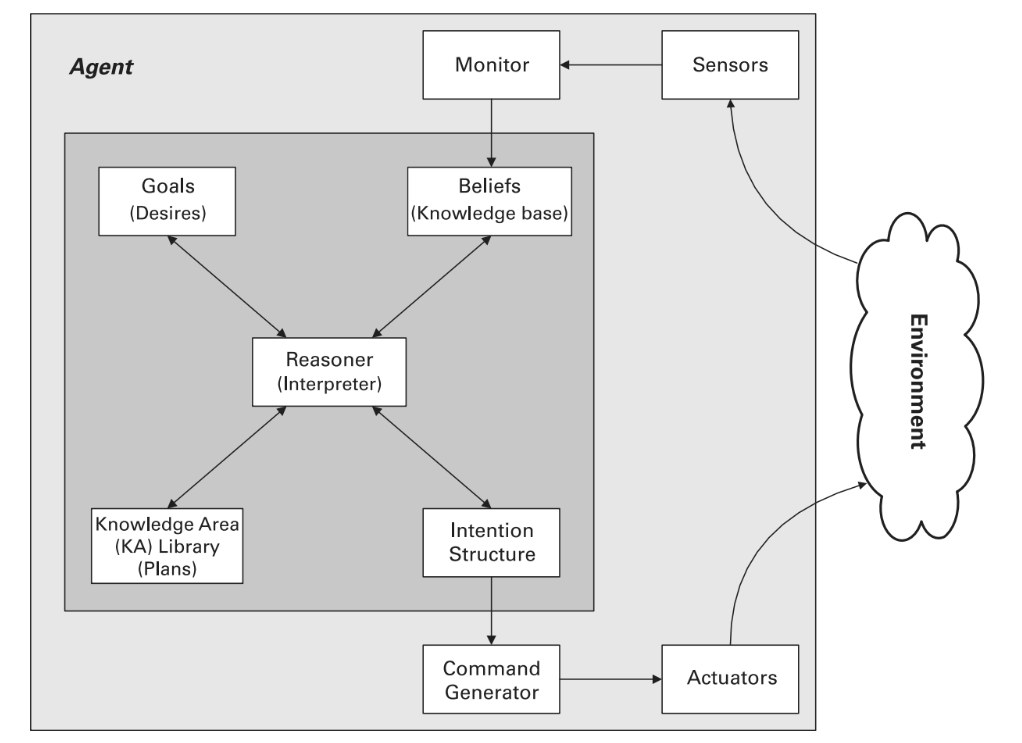 Agent
Monitor
Sensors
Goals
(Desires)
Beliefs
(Knowledge base)
Reasoner
(Interpreter)
Environment
Knowledge Area
(KA) Library
(Plans)
Intention
Structure
Command
Generator
Actuators